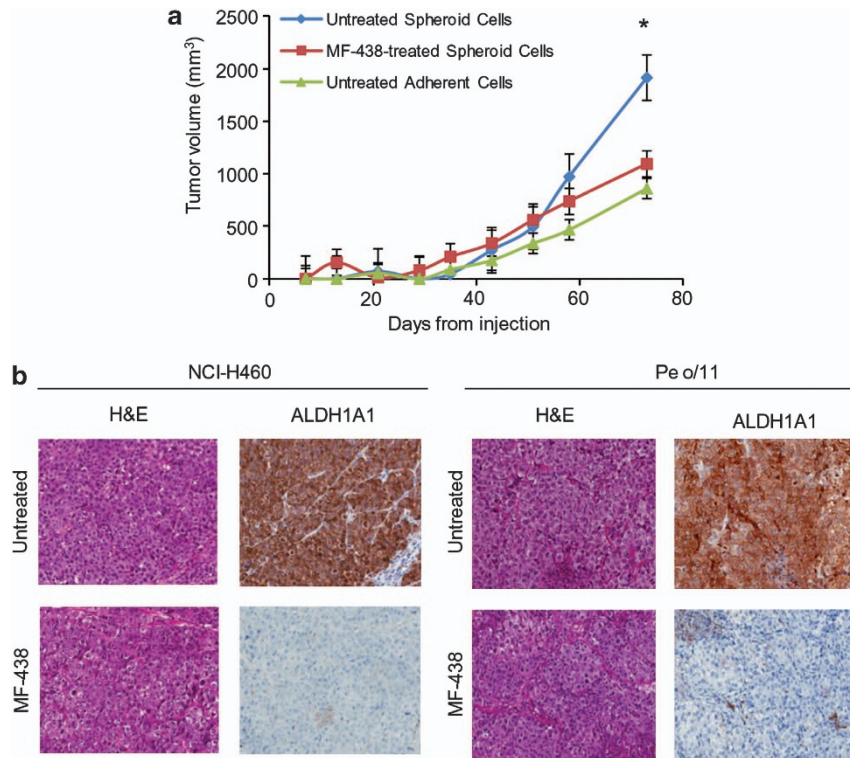 a
Untreated Spheroid Cells
MF-438-treated Spheroid Cells
Untreated Adherent Cells
*
Tumor volume (mm³)
2500
2000
1500
1000
500
0
0 20 40 60 80
Days from injection
b
NCI-H460 Pe o/11
H&E ALDH1A1 H&E ALDH1A1
Untreated Untreated
MF-438 MF-438